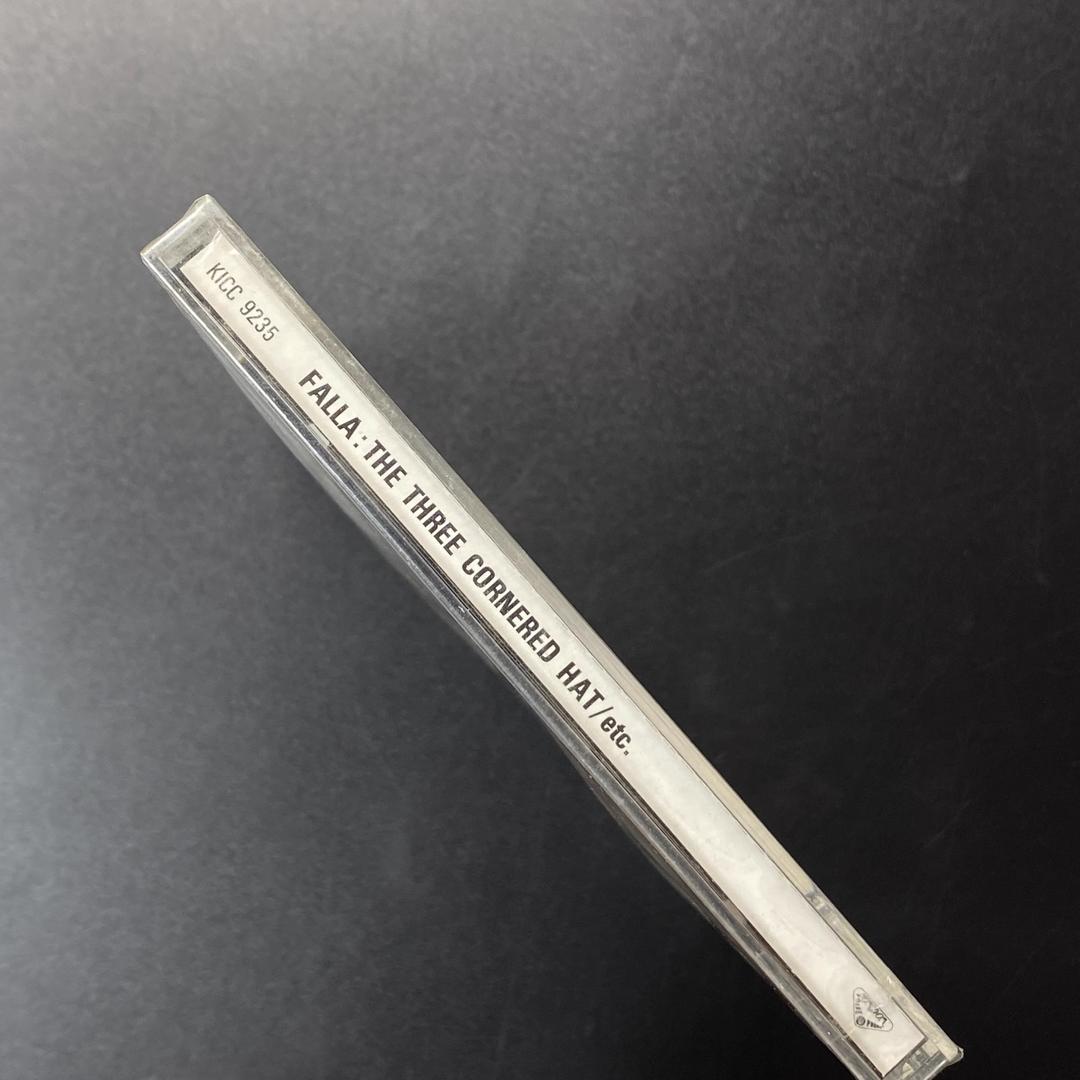 KICC 9235
FALLA : THE THREE CORNERED HAT/etc.